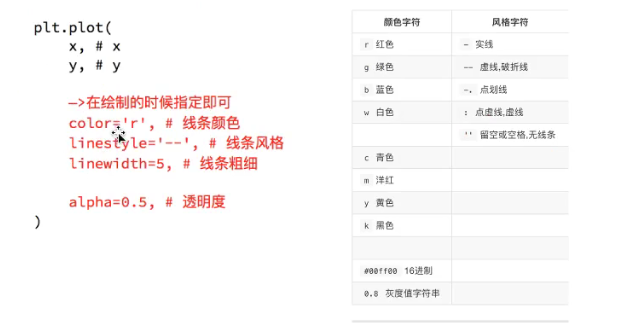 plt.plot(
x, # x
y, # y
—>在绘制的时候指定即可
color='r', # 线条颜色
linestyle='--', # 线条风格
linewidth=5, # 线条粗细
alpha=0.5, # 透明度
)
颜色字符 风格字符
r 红色 - 实线
g 绿色 -- 虚线,破折线
b 蓝色 -. 点划线
w 白色 : 点虚线,虚线
'' 留空或空格,无线条
c 青色
m 洋红
y 黄色
k 黑色
#00ff00 16进制
0.8 灰度值字符串